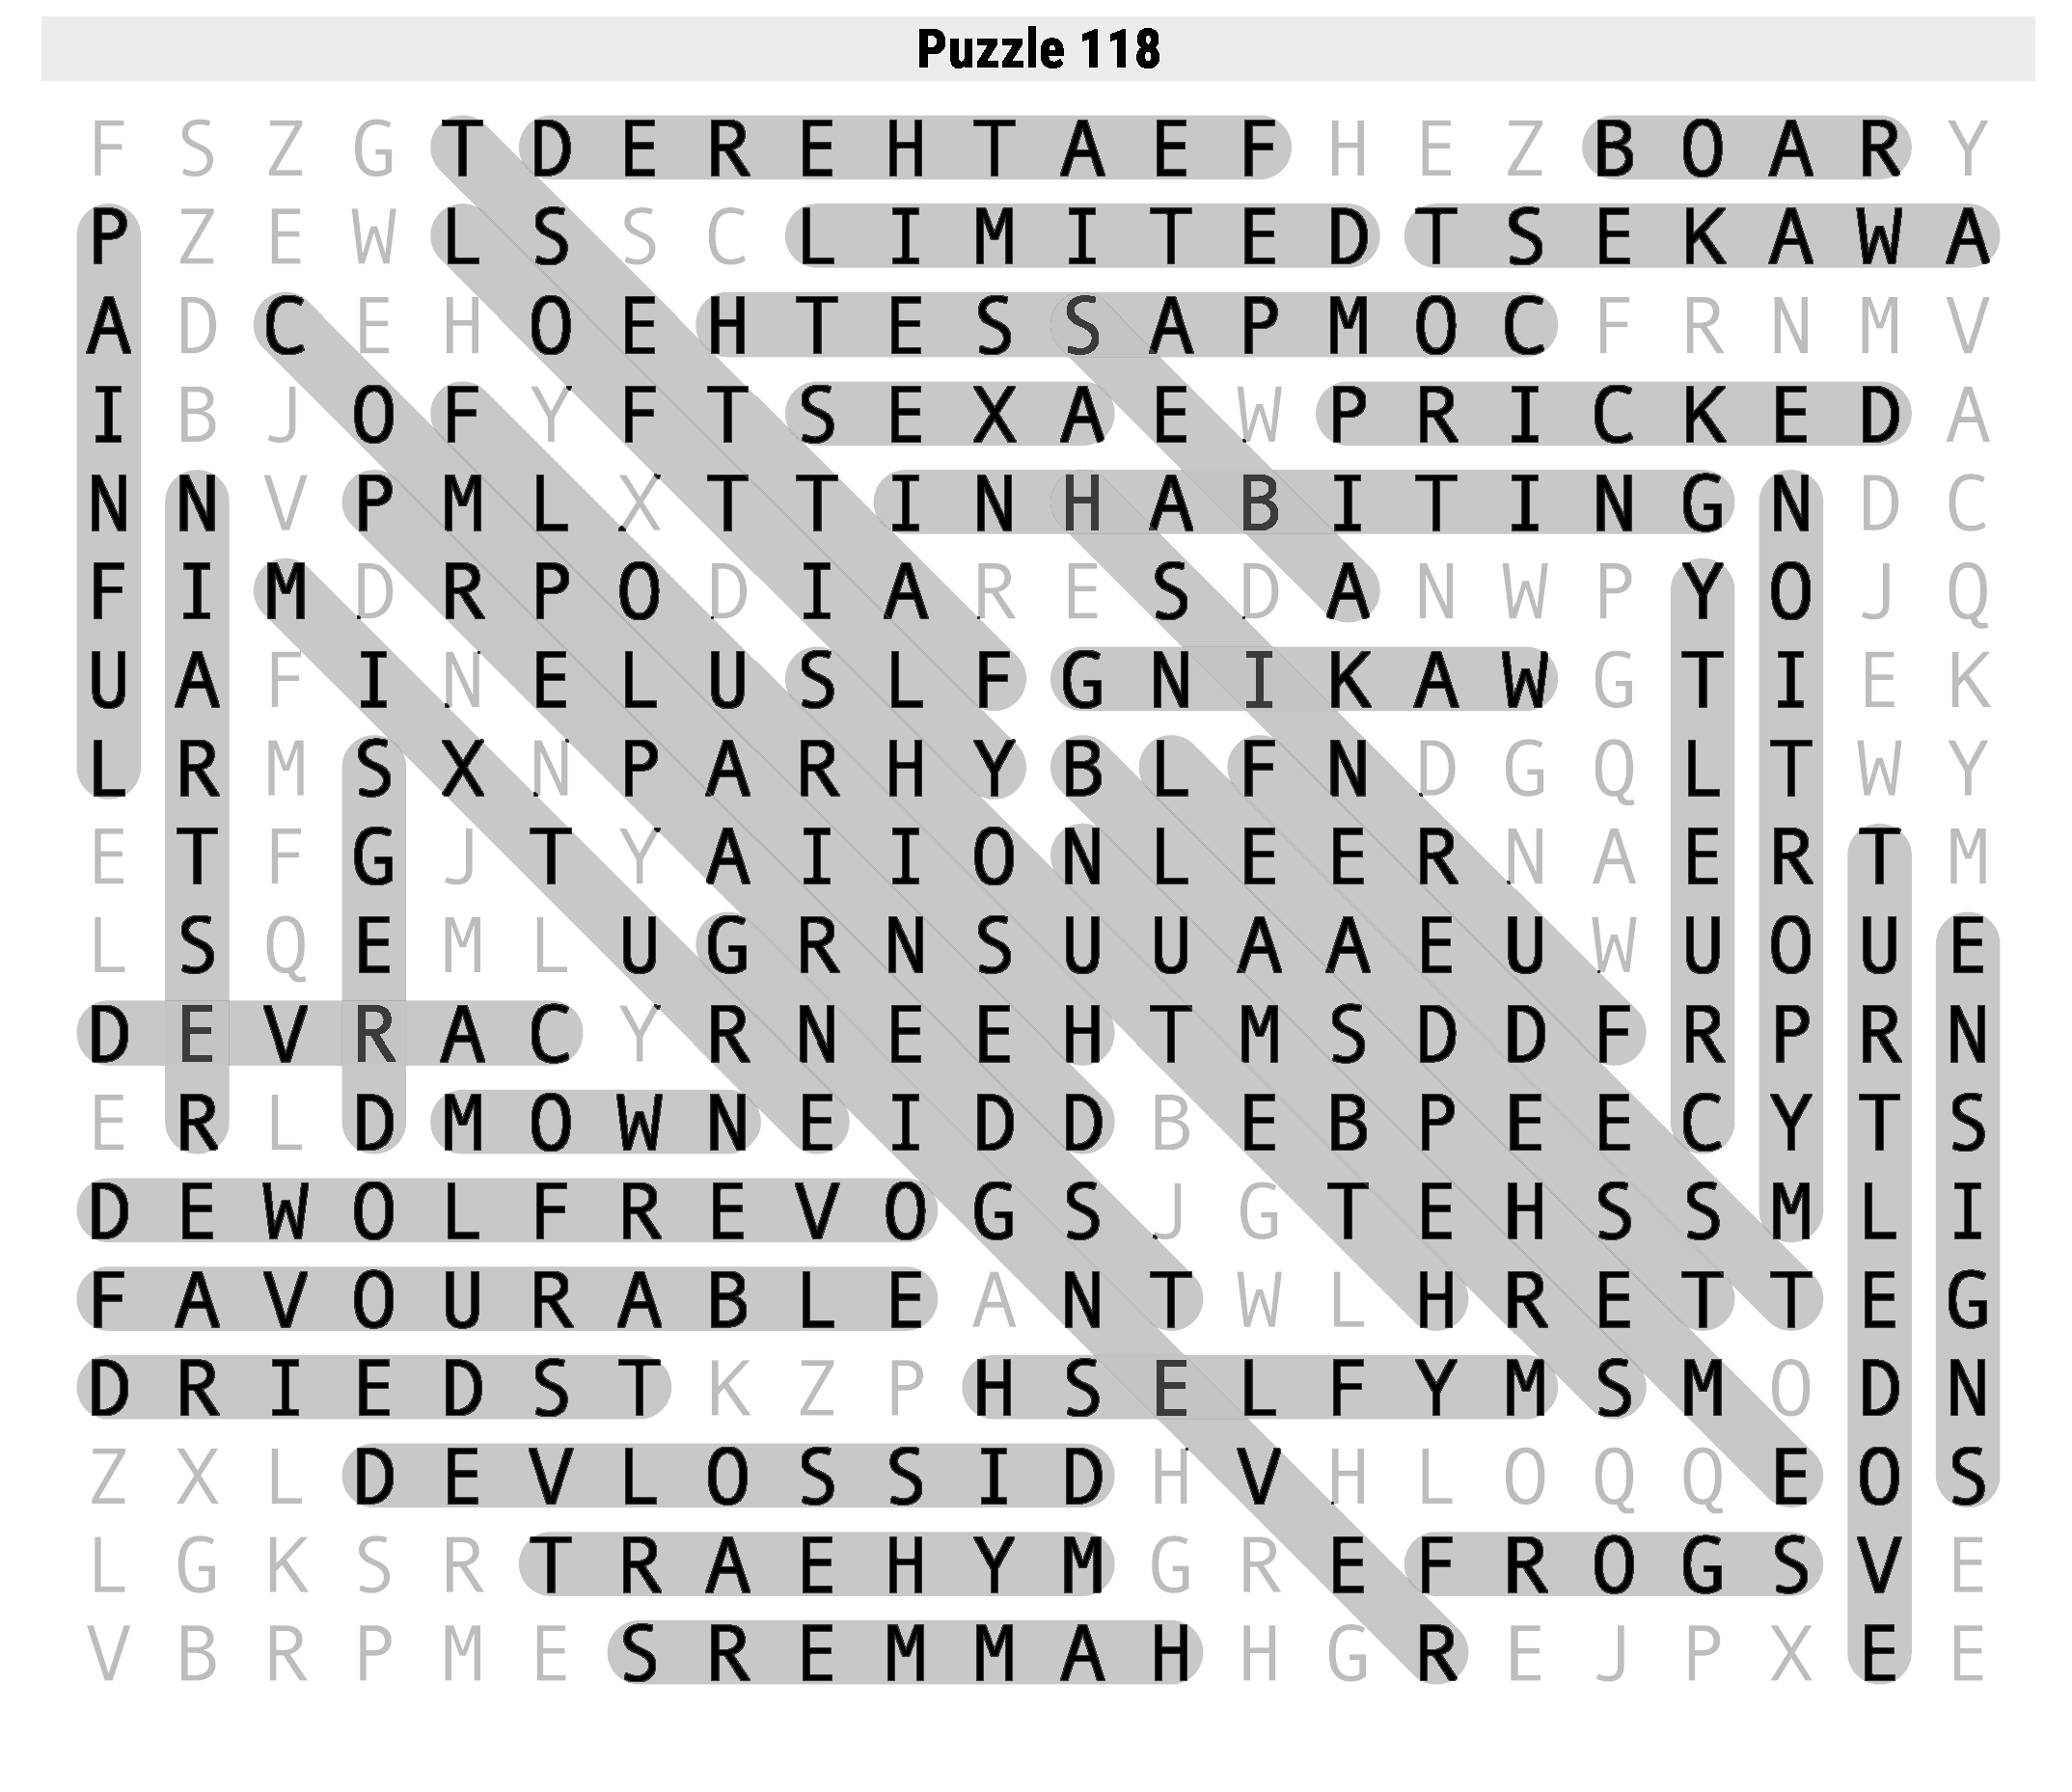 Puzzle 118
F S Z G T D E R E H T A E F H E Z B O A R Y
P Z E W L S S C L I M I T E D T S E K A W A
A D C E H O E H T E S S A P M O C F R N M V
I B J O F Y F T S E X A E W P R I C K E D A
N N V P M L X T T I N H A B I T I N G N D C
F I M D R P O D I A R E S D A N W P Y O J Q
U A F I N E L U S L F G N I K A W G T I E K
L R M S X N P A R H Y B L F N D G Q L T W Y
E T F G J T Y A I I O N L E E R N A E R T M
L S Q E M L U G R N S U U A A E U W U O U E
D E V R A C Y R N E E H T M S D D F R P R N
E R L D M O W N E I D D B E B P E E C Y T S
D E W O L F R E V O G S J G T E H S S M L I
F A V O U R A B L E A N T W L H R E T T E G
D R I E D S T K Z P H S E L F Y M S M O D N
Z X L D E V L O S S I D H V H L O Q Q E O S
L G K S R T R A E H Y M G R E F R O G S V E
V B R P M E S R E M M A H H G R E J P X E E